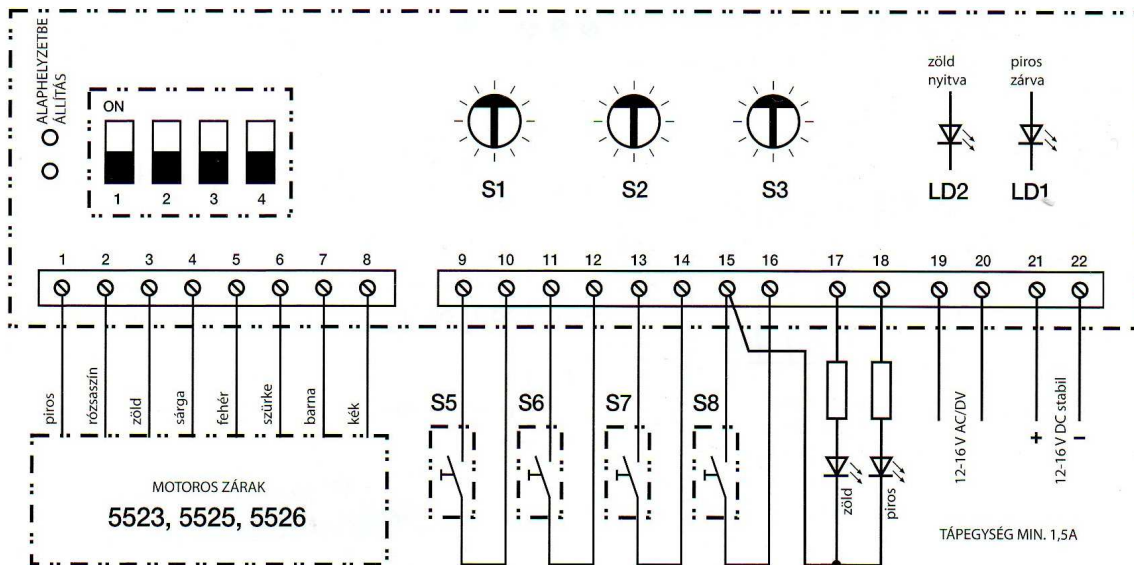 ALAPHELYZETBE
ÁLLÍTÁS
ON
1 2 3 4
S1 S2 S3
zöld
nyitva
piros
zárva
LD2 LD1
1 2 3 4 5 6 7 8
9 10 11 12 13 14 15 16 17 18 19 20 21 22
piros
rózsaszín
zöld
sárga
fehér
szürke
barna
kék
MOTOROS ZÁRAK
5523, 5525, 5526
S5 S6 S7 S8
zöld
piros
12-16 V AC/DV
+
12-16 V DC stabil
–
TÁPEGYSÉG MIN. 1,5A